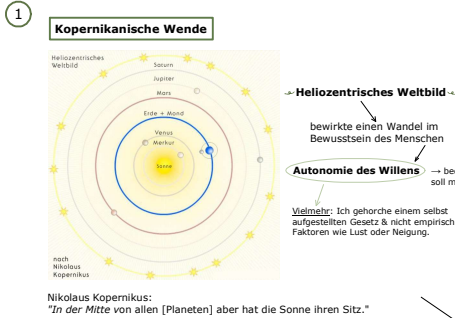 1
Kopernikanische Wende
Heliozentrisches
Weltbild
Saturn
Jupiter
Mars
Erde + Mond
Venus
Merkur
Sonne
nach
Nikolaus
Kopernikus
Heliozentrisches Weltbild
bewirkte einen Wandel im
Bewusstsein des Menschen
Autonomie des Willens
→ be
soll m
Vielmehr: Ich gehorche einem selbst
aufgestellten Gesetz & nicht empirisch
Faktoren wie Lust oder Neigung.
Nikolaus Kopernikus:
"In der Mitte von allen [Planeten] aber hat die Sonne ihren Sitz."